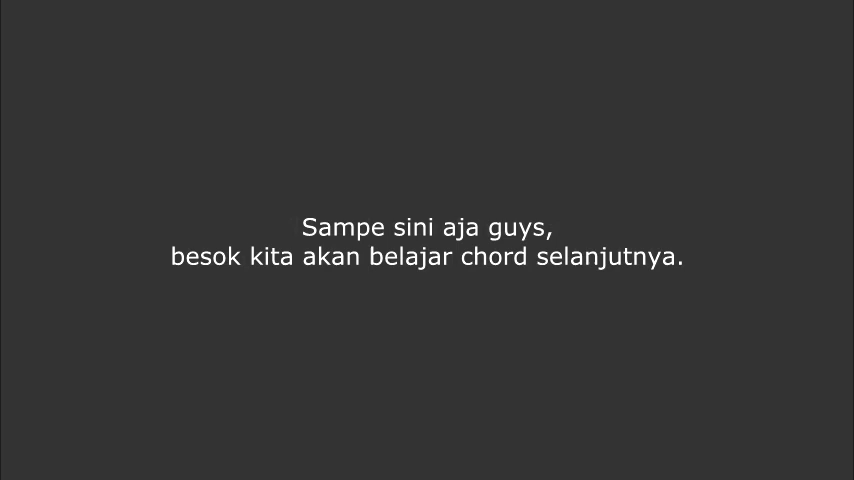 Sampe sini aja guys,
besok kita akan belajar chord selanjutnya.